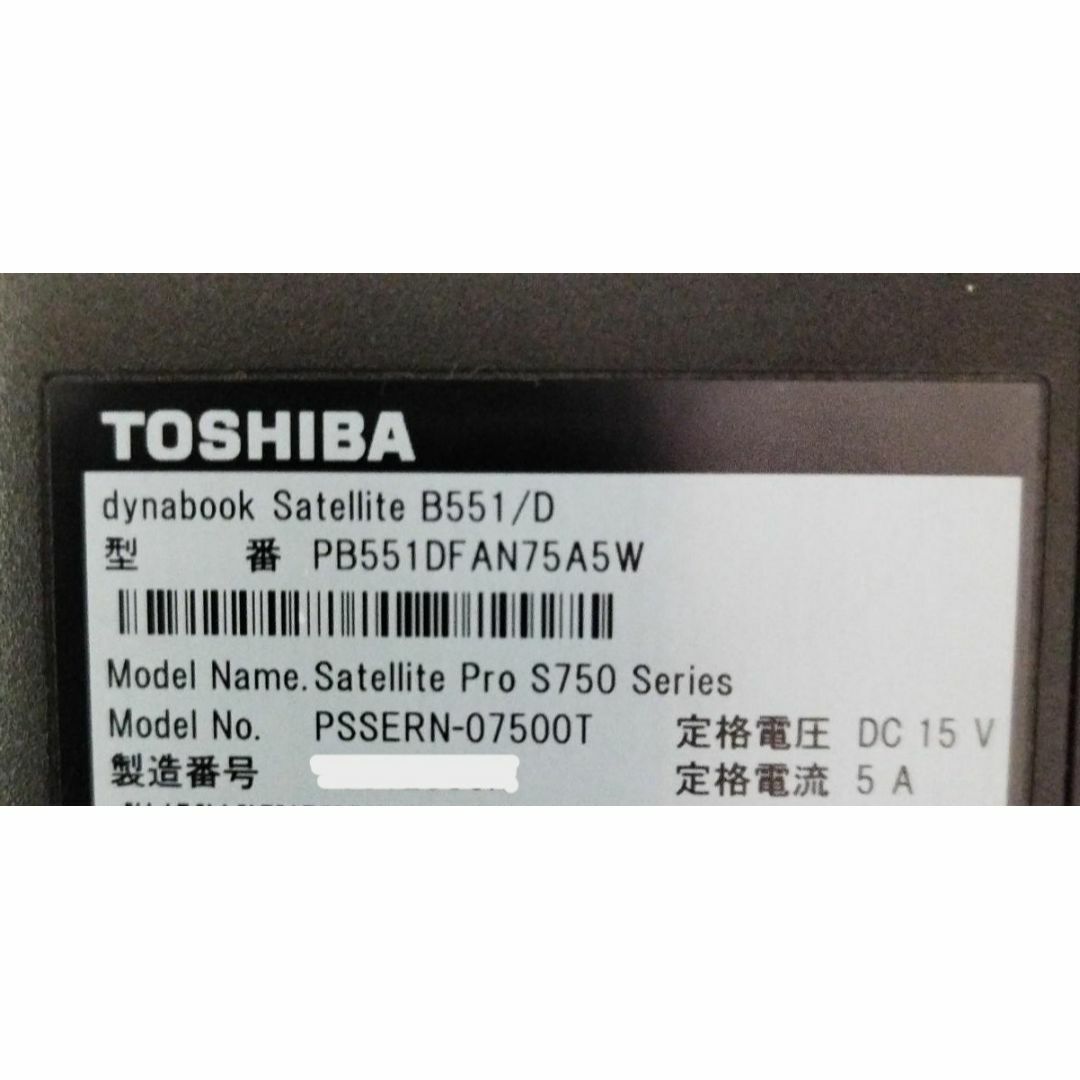 TOSHIBA
dynabook Satellite B551/D
型 番 PB551DFAN75A5W
Model Name. Satellite Pro S750 Series
Model No. PSSERN-07500T 定格電圧 DC 15 V
製造番号 定格電流 5 A